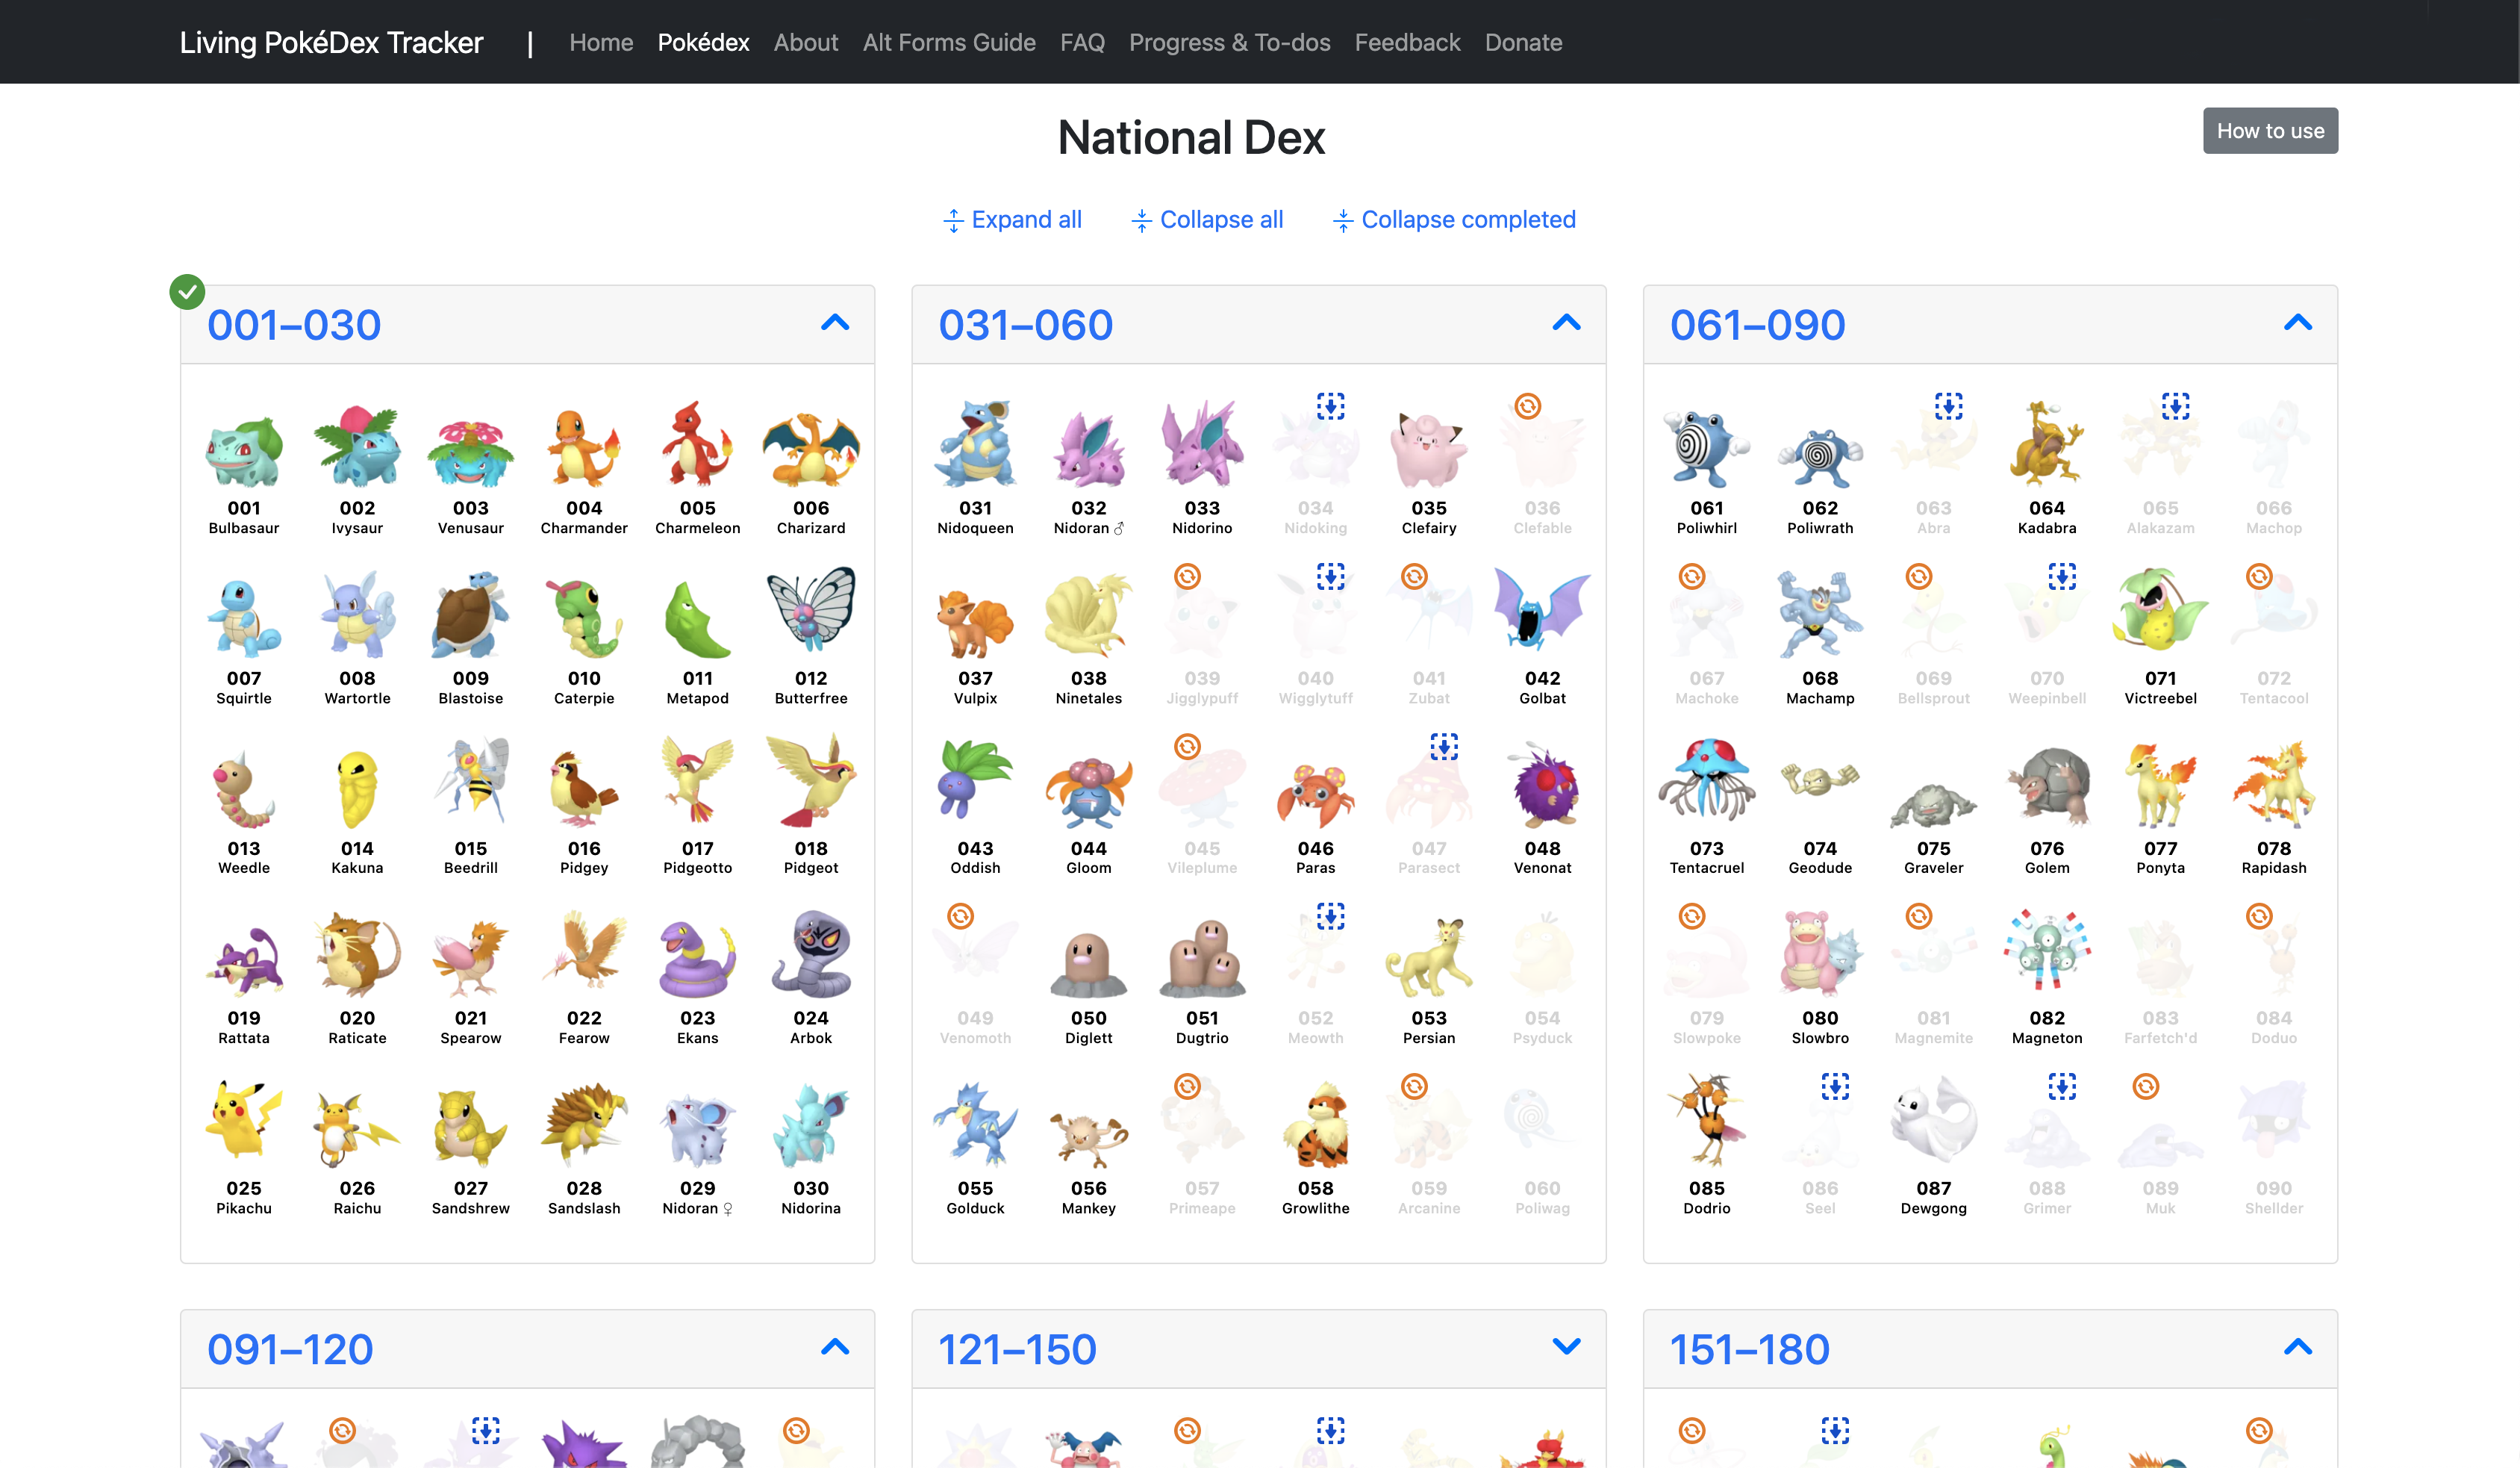 Living PokéDex Tracker | Home Pokédex About Alt Forms Guide FAQ Progress & To-dos Feedback Donate
National Dex
How to use
Expand all Collapse all Collapse completed
001–030
001 002 003 004 005 006
Bulbasaur Ivysaur Venusaur Charmander Charmeleon Charizard
007 008 009 010 011 012
Squirtle Wartortle Blastoise Caterpie Metapod Butterfree
013 014 015 016 017 018
Weedle Kakuna Beedrill Pidgey Pidgeotto Pidgeot
019 020 021 022 023 024
Rattata Raticate Spearow Fearow Ekans Arbok
025 026 027 028 029 030
Pikachu Raichu Sandshrew Sandslash Nidoran ♀ Nidorina
031–060
031 032 033 034 035 036
Nidoqueen Nidoran ♂ Nidorino Nidoking Clefairy Clefable
037 038 039 040 041 042
Vulpix Ninetales Jigglypuff Wigglytuff Zubat Golbat
043 044 045 046 047 048
Oddish Gloom Vileplume Paras Parasect Venonat
049 050 051 052 053 054
Venomoth Diglett Dugtrio Meowth Persian Psyduck
055 056 057 058 059 060
Golduck Mankey Primeape Growlithe Arcanine Poliwag
061–090
061 062 063 064 065 066
Poliwhirl Poliwrath Abra Kadabra Alakazam Machop
067 068 069 070 071 072
Machoke Machamp Bellsprout Weepinbell Victreebel Tentacool
073 074 075 076 077 078
Tentacruel Geodude Graveler Golem Ponyta Rapidash
079 080 081 082 083 084
Slowpoke Slowbro Magnemite Magneton Farfetch'd Doduo
085 086 087 088 089 090
Dodrio Seel Dewgong Grimer Muk Shellder
091–120
121–150
151–180